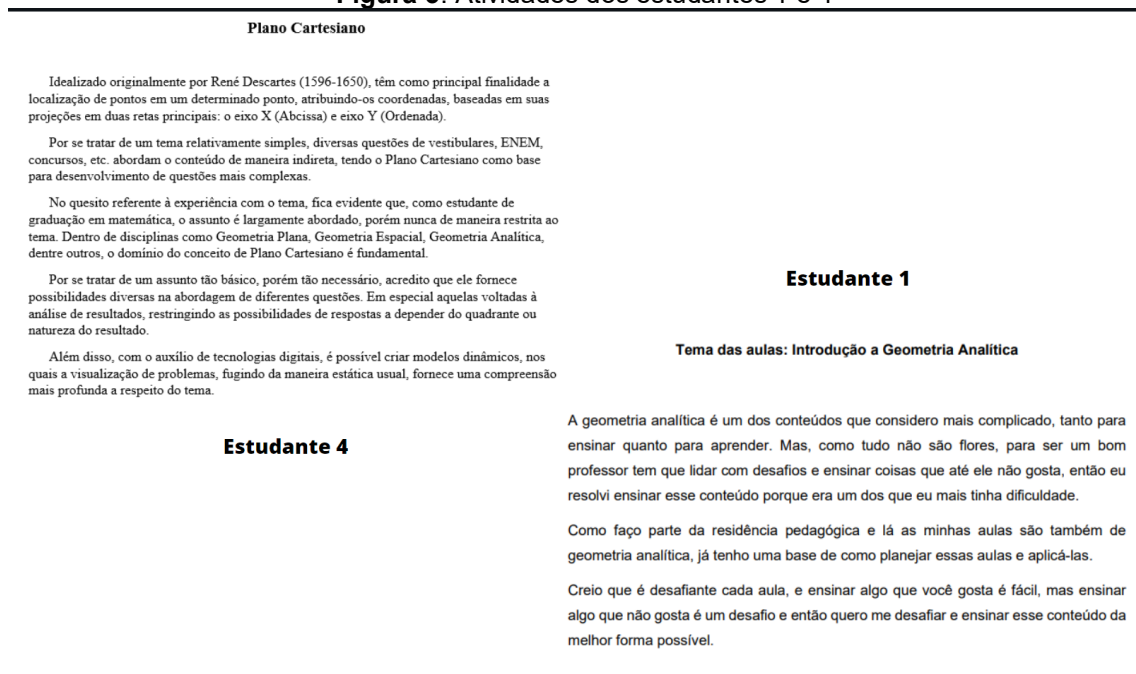 Plano Cartesiano
Idealizado originalmente por René Descartes (1596-1650), têm como principal finalidade a
localização de pontos em um determinado ponto, atribuindo-os coordenadas, baseadas em suas
projeções em duas retas principais: o eixo X (Abcissa) e eixo Y (Ordenada).
Por se tratar de um tema relativamente simples, diversas questões de vestibulares, ENEM,
concursos, etc. abordam o conteúdo de maneira indireta, tendo o Plano Cartesiano como base
para desenvolvimento de questões mais complexas.
No quesito referente à experiência com o tema, fica evidente que, como estudante de
graduação em matemática, o assunto é largamente abordado, porém nunca de maneira restrita ao
tema. Dentro de disciplinas como Geometria Plana, Geometria Espacial, Geometria Analítica,
dentre outros, o domínio do conceito de Plano Cartesiano é fundamental.
Por se tratar de um assunto tão básico, porém tão necessário, acredito que ele fornece
possibilidades diversas na abordagem de diferentes questões. Em especial aquelas voltadas à
análise de resultados, restringindo as possibilidades de respostas a depender do quadrante ou
natureza do resultado.
Além disso, com o auxílio de tecnologias digitais, é possível criar modelos dinâmicos, nos
quais a visualização de problemas, fugindo da maneira estática usual, fornece uma compreensão
mais profunda a respeito do tema.
Estudante 4
Estudante 1
Tema das aulas: Introdução a Geometria Analítica
A geometria analítica é um dos conteúdos que considero mais complicado, tanto para
ensinar quanto para aprender. Mas, como tudo não são flores, para ser um bom
professor tem que lidar com desafios e ensinar coisas que até ele não gosta, então eu
resolvi ensinar esse conteúdo porque era um dos que eu mais tinha dificuldade.
Como faço parte da residência pedagógica e lá as minhas aulas são também de
geometria analítica, já tenho uma base de como planejar essas aulas e aplicá-las.
Creio que é desafiante cada aula, e ensinar algo que você gosta é fácil, mas ensinar
algo que não gosta é um desafio e então quero me desafiar e ensinar esse conteúdo da
melhor forma possível.